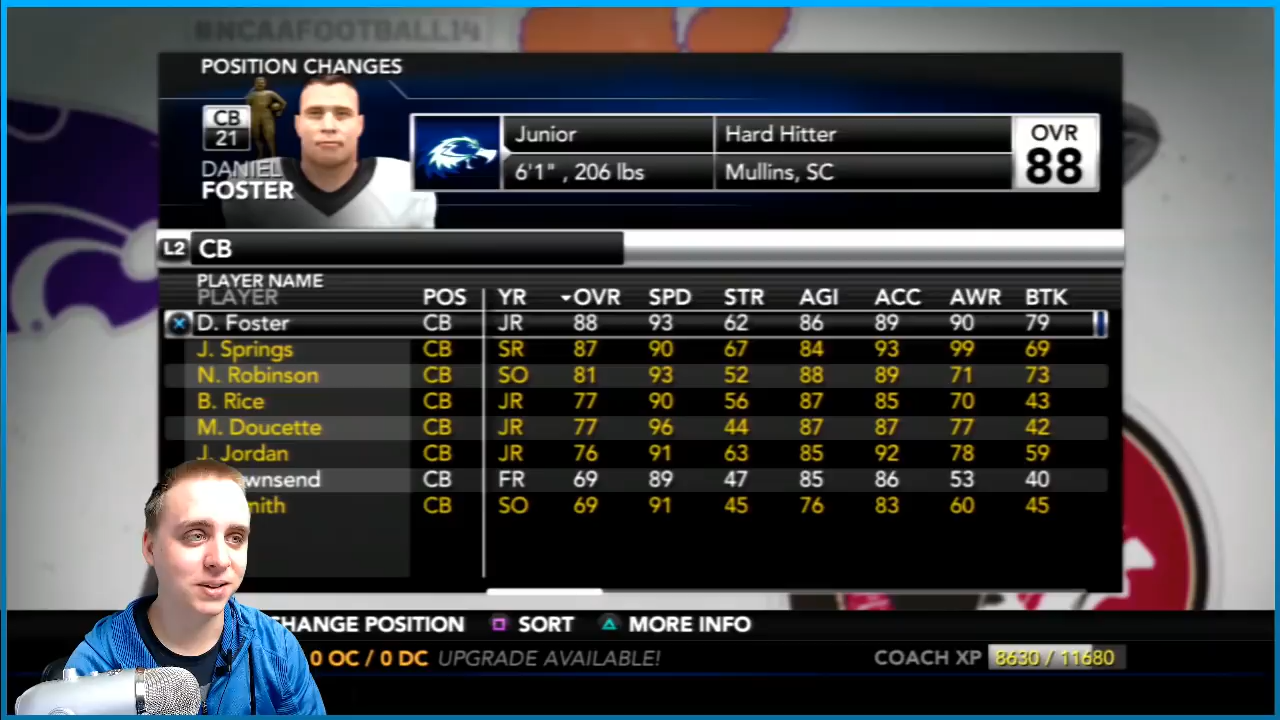 #NCAAFOOTBALL14
POSITION CHANGES
CB
21
DANIEL
FOSTER
Junior
Hard Hitter
6'1" , 206 lbs
Mullins, SC
OVR
88
L2 CB
PLAYER NAME
PLAYER POS YR OVR SPD STR AGI ACC AWR BTK
D. Foster CB JR 88 93 62 86 89 90 79
J. Springs CB SR 87 90 67 84 93 99 69
N. Robinson CB SO 81 93 52 88 89 71 73
B. Rice CB JR 77 90 56 87 85 70 43
M. Doucette CB JR 77 96 44 87 87 77 42
J. Jordan CB JR 76 91 63 85 92 78 59
wnsend CB FR 69 89 47 85 86 53 40
mith CB SO 69 91 45 76 83 60 45
HANGE POSITION SORT MORE INFO
0 OC / 0 DC UPGRADE AVAILABLE!
COACH XP 8630 / 11680